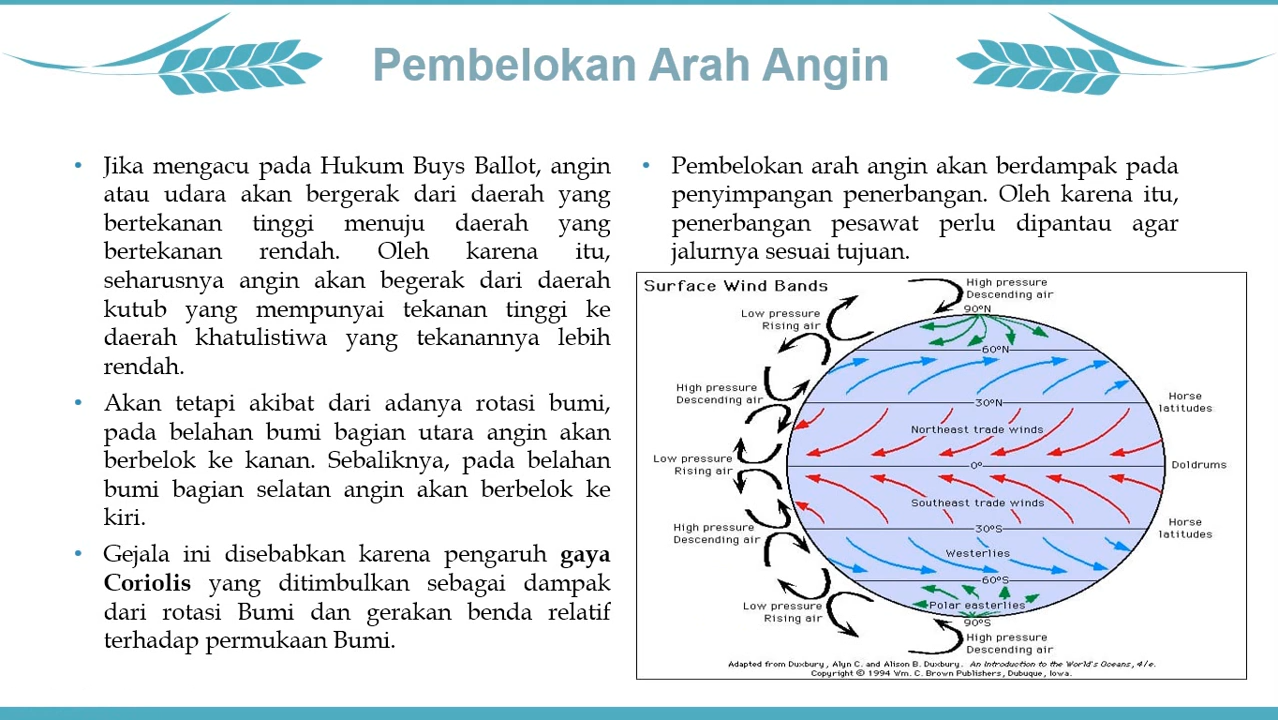 Pembelokan Arah Angin
• Jika mengacu pada Hukum Buys Ballot, angin
atau udara akan bergerak dari daerah yang
bertekanan tinggi menuju daerah yang
bertekanan rendah. Oleh karena itu,
seharusnya angin akan begerak dari daerah
kutub yang mempunyai tekanan tinggi ke
daerah khatulistiwa yang tekanannya lebih
rendah.
• Akan tetapi akibat dari adanya rotasi bumi,
pada belahan bumi bagian utara angin akan
berbelok ke kanan. Sebaliknya, pada belahan
bumi bagian selatan angin akan berbelok ke
kiri.
• Gejala ini disebabkan karena pengaruh gaya
Coriolis yang ditimbulkan sebagai dampak
dari rotasi Bumi dan gerakan benda relatif
terhadap permukaan Bumi.
• Pembelokan arah angin akan berdampak pada
penyimpangan penerbangan. Oleh karena itu,
penerbangan pesawat perlu dipantau agar
jalurnya sesuai tujuan.
Surface Wind Bands
High pressure
Descending air
90°N
Low pressure
Rising air
60°N
High pressure
Descending air
30°N
Horse
latitudes
Northeast trade winds
Low pressure
Rising air
0°
Doldrums
Southeast trade winds
High pressure
Descending air
30°S
Horse
latitudes
Westerlies
60°S
Low pressure
Rising air
Polar easterlies
90°S
High pressure
Descending air
Adapted from Duxbury, Alyn C. and Alison B. Duxbury. An Introduction to the World's Oceans, 4/e.
Copyright © 1994 Wm. C. Brown Publishers, Dubuque, Iowa.